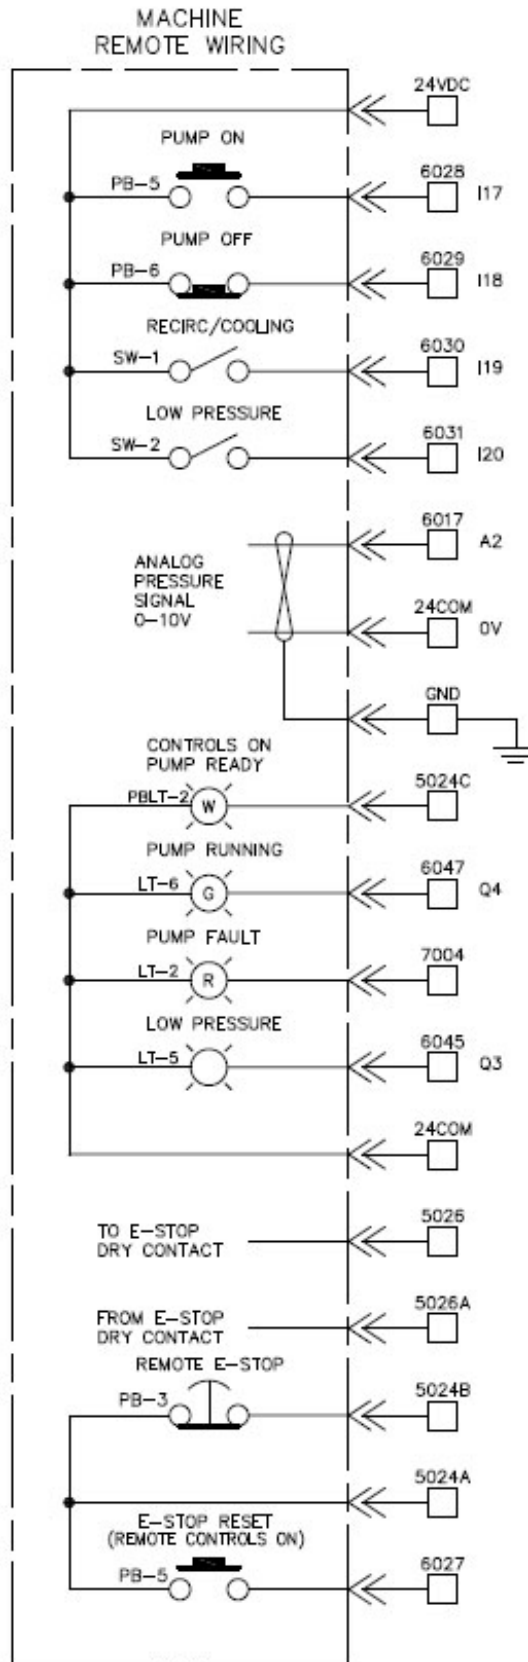 MACHINE
REMOTE WIRING
24VDC
PUMP ON
PB-5
6028
I17
PUMP OFF
PB-6
6029
I18
RECIRC/COOLING
SW-1
6030
I19
LOW PRESSURE
SW-2
6031
I20
6017
A2
ANALOG
PRESSURE
SIGNAL
0-10V
24COM
0V
GND
CONTROLS ON
PUMP READY
PBLT-2
W
5024C
PUMP RUNNING
LT-6
G
6047
Q4
PUMP FAULT
LT-2
R
7004
LOW PRESSURE
LT-5
6045
Q3
24COM
TO E-STOP
DRY CONTACT
5026
FROM E-STOP
DRY CONTACT
5026A
REMOTE E-STOP
PB-3
5024B
5024A
E-STOP RESET
(REMOTE CONTROLS ON)
PB-5
6027